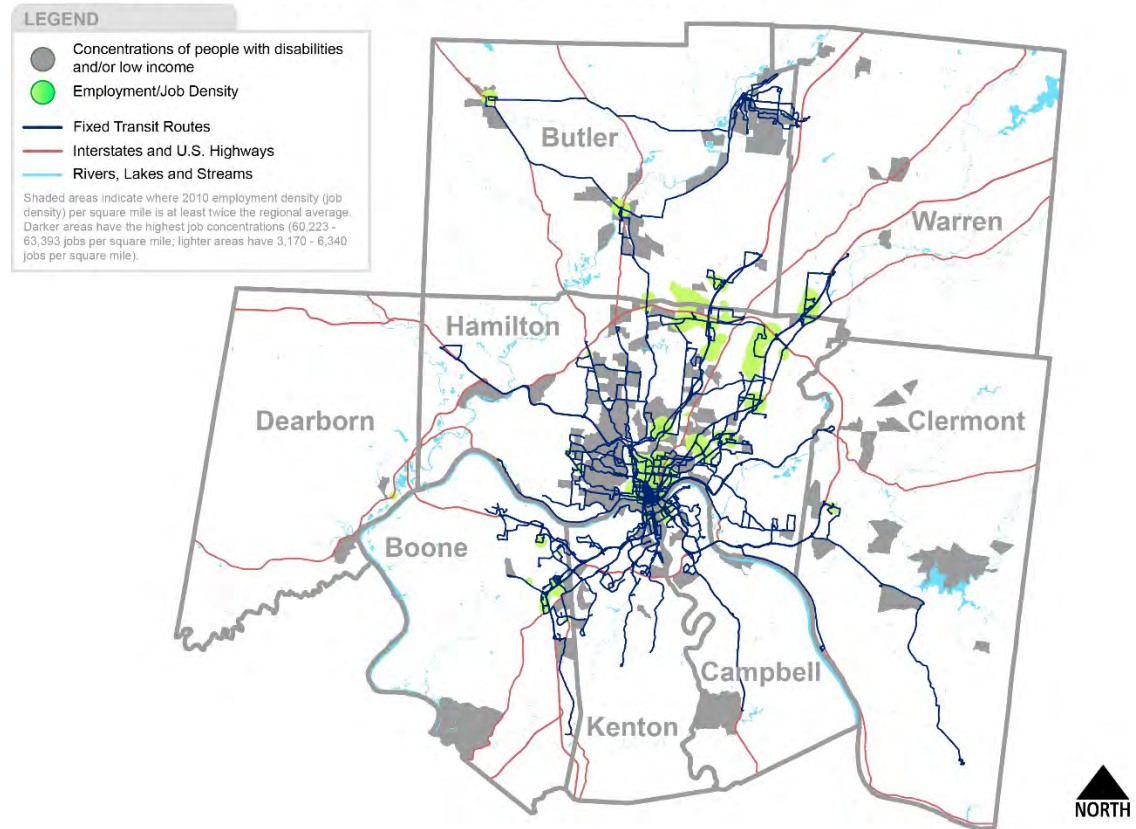 LEGEND
Concentrations of people with disabilities
and/or low income
Employment/Job Density
Fixed Transit Routes
Interstates and U.S. Highways
Rivers, Lakes and Streams
Shaded areas indicate where 2010 employment density (job
density) per square mile is at least twice the regional average.
Darker areas have the highest job concentrations (60,223 -
63,393 jobs per square mile; lighter areas have 3,170 - 6,340
jobs per square mile).
Butler
Warren
Hamilton
Dearborn
Clermont
Boone
Campbell
Kenton
NORTH